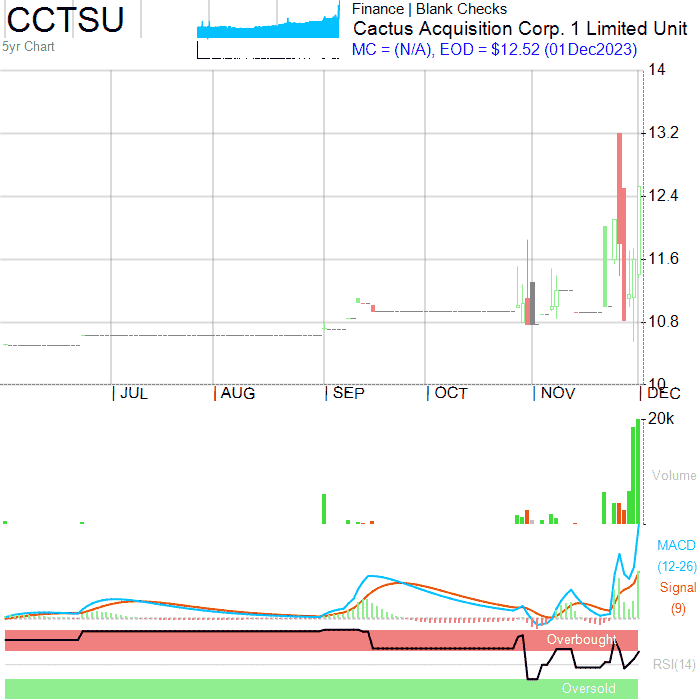 CCTSU
5yr Chart
Finance | Blank Checks
Cactus Acquisition Corp. 1 Limited Unit
MC = (N/A), EOD = $12.52 (01Dec2023)
14
13.2
12.4
11.6
10.8
10
JUL AUG SEP OCT NOV DEC
20k
Volume
MACD
(12-26)
Signal
(9)
Overbought
RSI(14)
Oversold